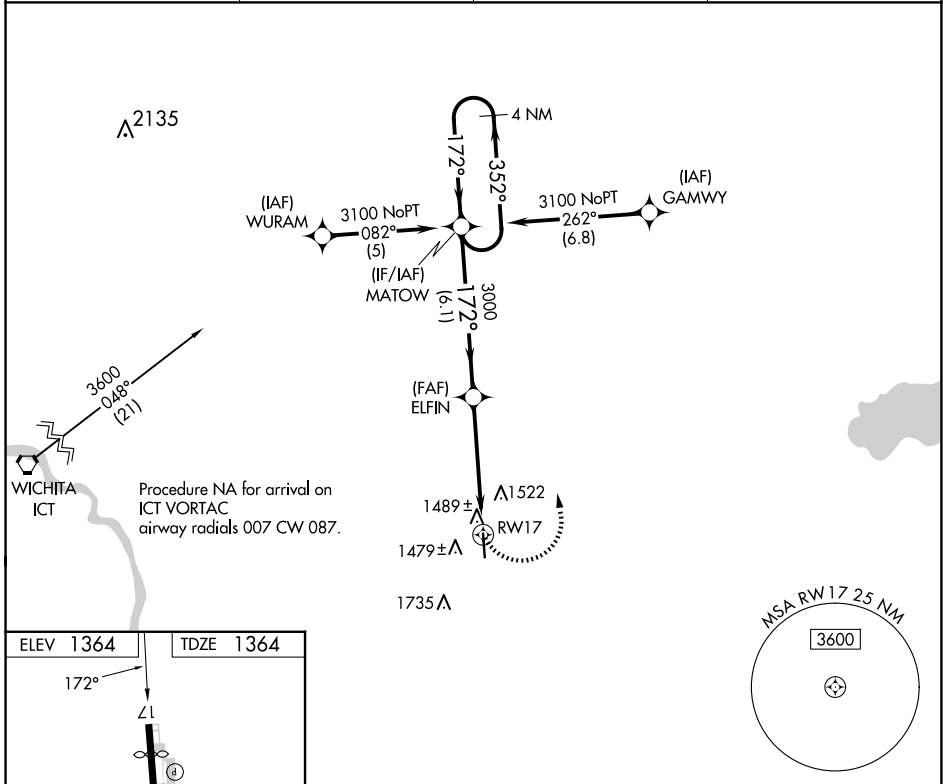 2135
4 NM
172°
352°
(IAF)
WURAM
3100 NoPT
082°
(5)
3100 NoPT
262°
(6.8)
(IAF)
GAMWY
(IF/IAF)
MATOW
3000
172°
(6.1)
3600
048°
(21)
(FAF)
ELFIN
WICHITA
ICT
Procedure NA for arrival on
ICT VORTAC
airway radials 007 CW 087.
1522
1489±
RW17
1479±
1735
MSA RW17 25 NM
3600
ELEV 1364
TDZE 1364
172°
17
P